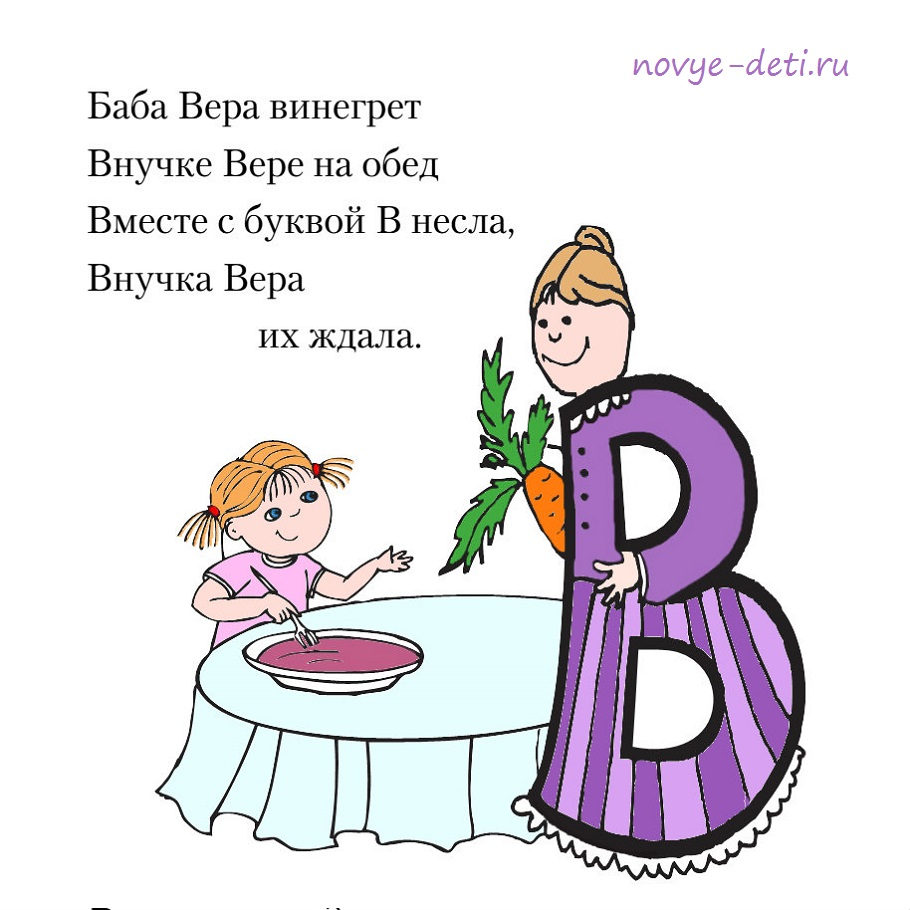 novye-deti.ru
Баба Вера винегрет
Внучке Вере на обед
Вместе с буквой В несла,
Внучка Вера
их ждала.
В